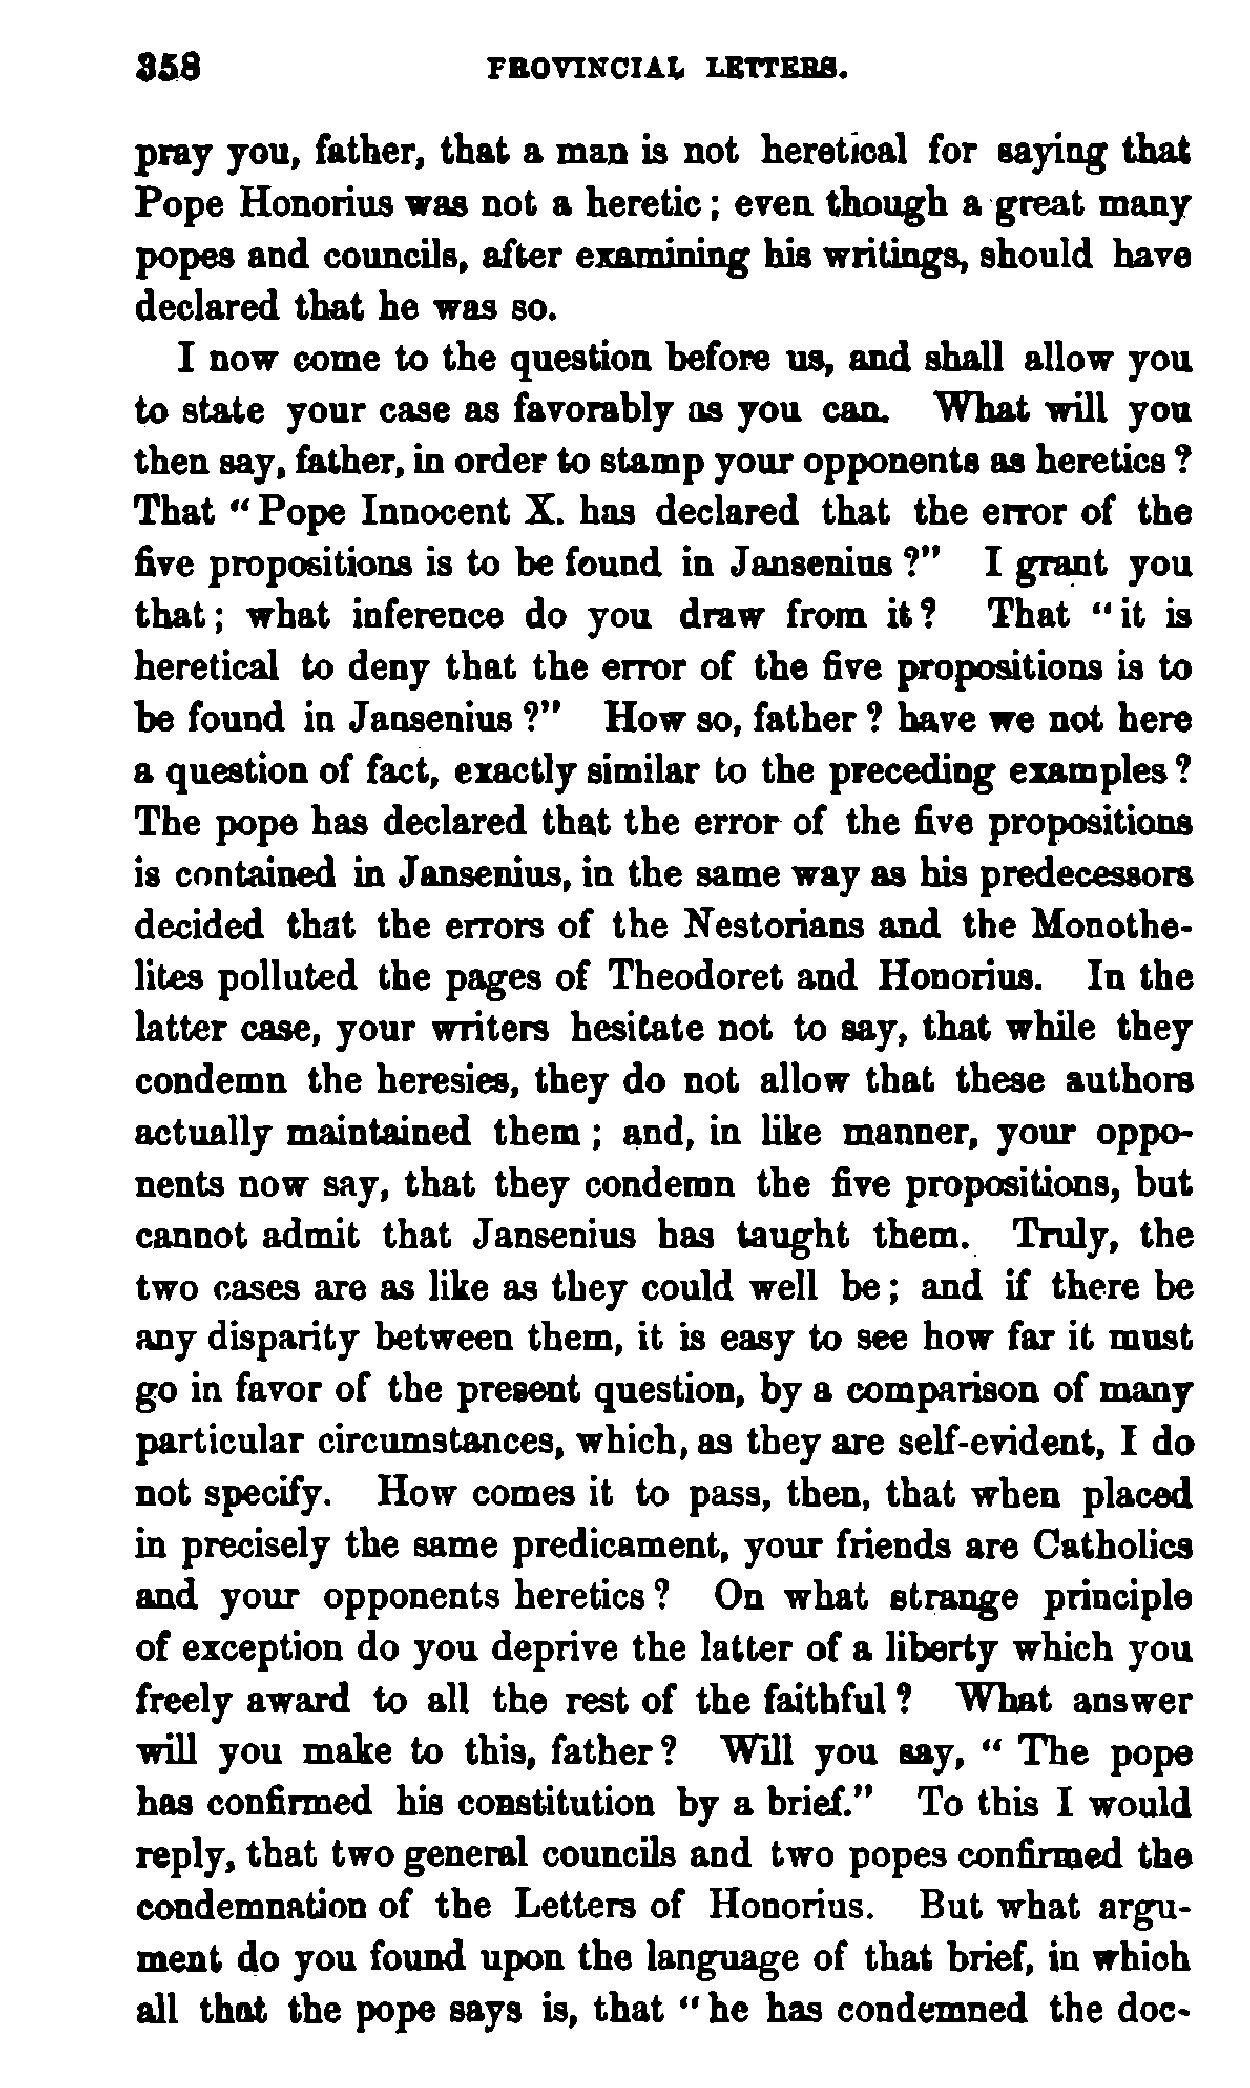 358 PROVINCIAL LETTERS.
pray you, father, that a man is not heretical for saying that
Pope Honorius was not a heretic; even though a great many
popes and councils, after examining his writings, should have
declared that he was so.
I now come to the question before us, and shall allow you
to state your case as favorably as you can. What will you
then say, father, in order to stamp your opponents as heretics?
That "Pope Innocent X. has declared that the error of the
five propositions is to be found in Jansenius?" I grant you
that; what inference do you draw from it? That "it is
heretical to deny that the error of the five propositions is to
be found in Jansenius?" How so, father? have we not here
a question of fact, exactly similar to the preceding examples?
The pope has declared that the error of the five propositions
is contained in Jansenius, in the same way as his predecessors
decided that the errors of the Nestorians and the Monothe-
lites polluted the pages of Theodoret and Honorius. In the
latter case, your writers hesitate not to say, that while they
condemn the heresies, they do not allow that these authors
actually maintained them; and, in like manner, your oppo-
nents now say, that they condemn the five propositions, but
cannot admit that Jansenius has taught them. Truly, the
two cases are as like as they could well be; and if there be
any disparity between them, it is easy to see how far it must
go in favor of the present question, by a comparison of many
particular circumstances, which, as they are self-evident, I do
not specify. How comes it to pass, then, that when placed
in precisely the same predicament, your friends are Catholics
and your opponents heretics? On what strange principle
of exception do you deprive the latter of a liberty which you
freely award to all the rest of the faithful? What answer
will you make to this, father? Will you say, "The pope
has confirmed his constitution by a brief." To this I would
reply, that two general councils and two popes confirmed the
condemnation of the Letters of Honorius. But what argu-
ment do you found upon the language of that brief, in which
all that the pope says is, that "he has condemned the doc-